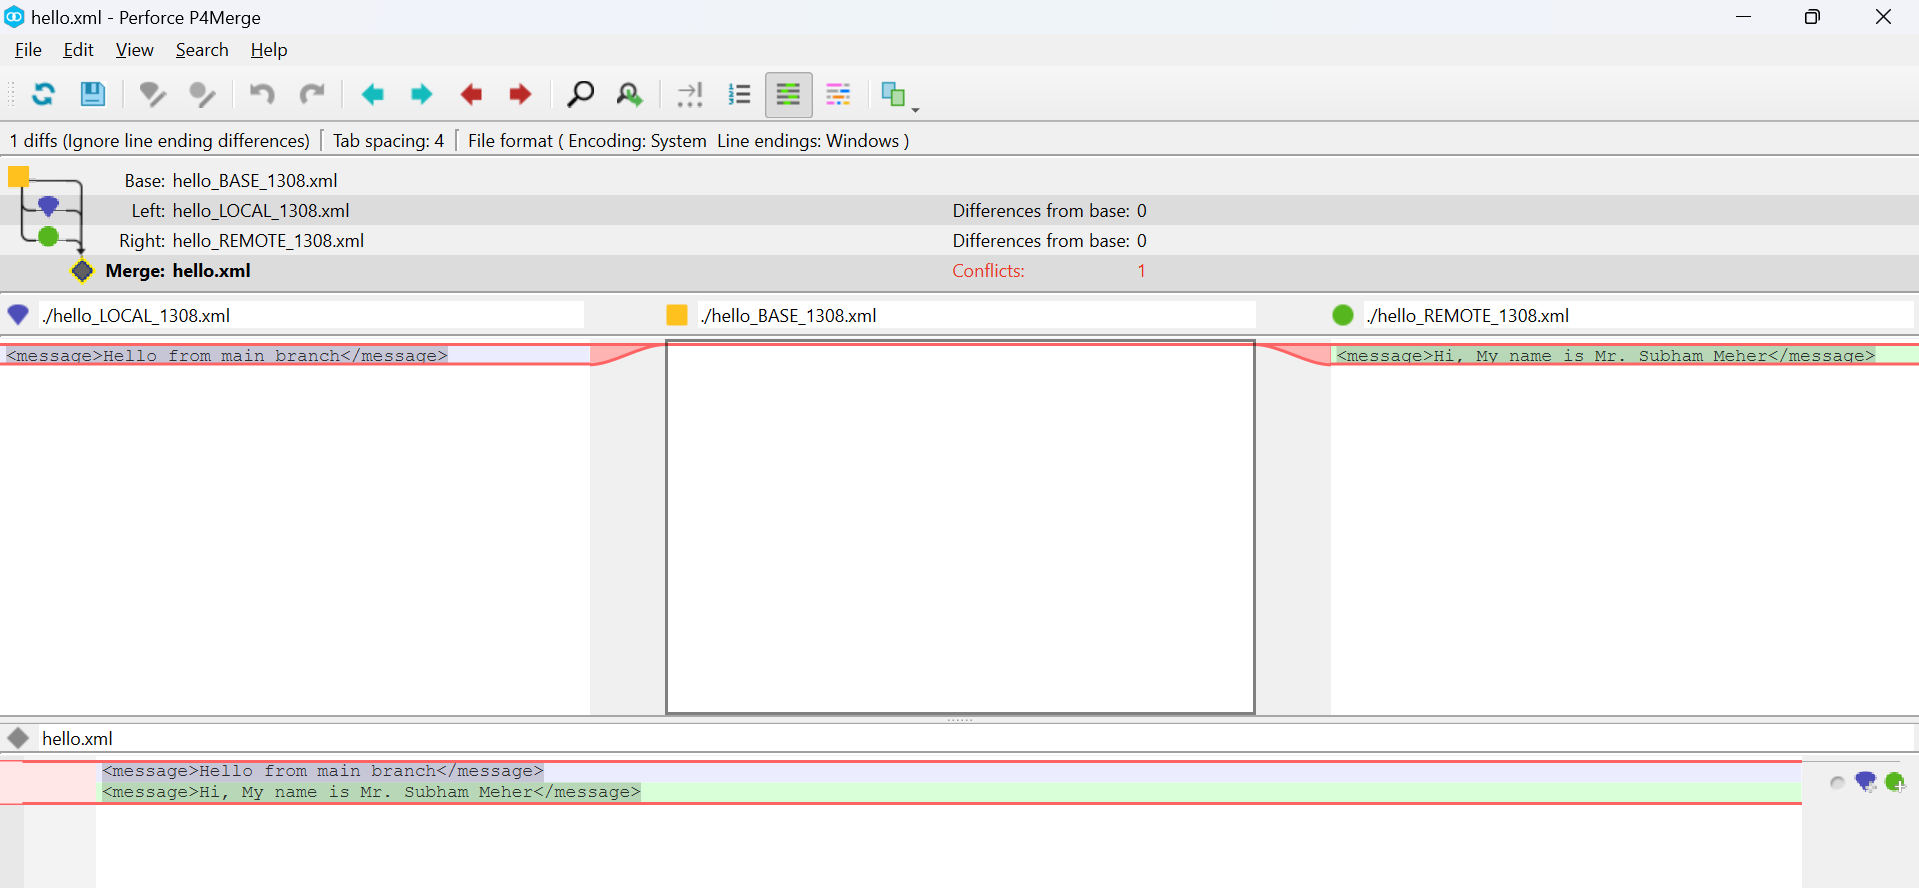 hello.xml - Perforce P4Merge
File Edit View Search Help
1 diffs (Ignore line ending differences) Tab spacing: 4 File format ( Encoding: System Line endings: Windows )
Base: hello_BASE_1308.xml
Left: hello_LOCAL_1308.xml Differences from base: 0
Right: hello_REMOTE_1308.xml Differences from base: 0
Merge: hello.xml Conflicts: 1
./hello_LOCAL_1308.xml ./hello_BASE_1308.xml ./hello_REMOTE_1308.xml
<message>Hello from main branch</message> <message>Hi, My name is Mr. Subham Meher</message>
hello.xml
<message>Hello from main branch</message>
<message>Hi, My name is Mr. Subham Meher</message>